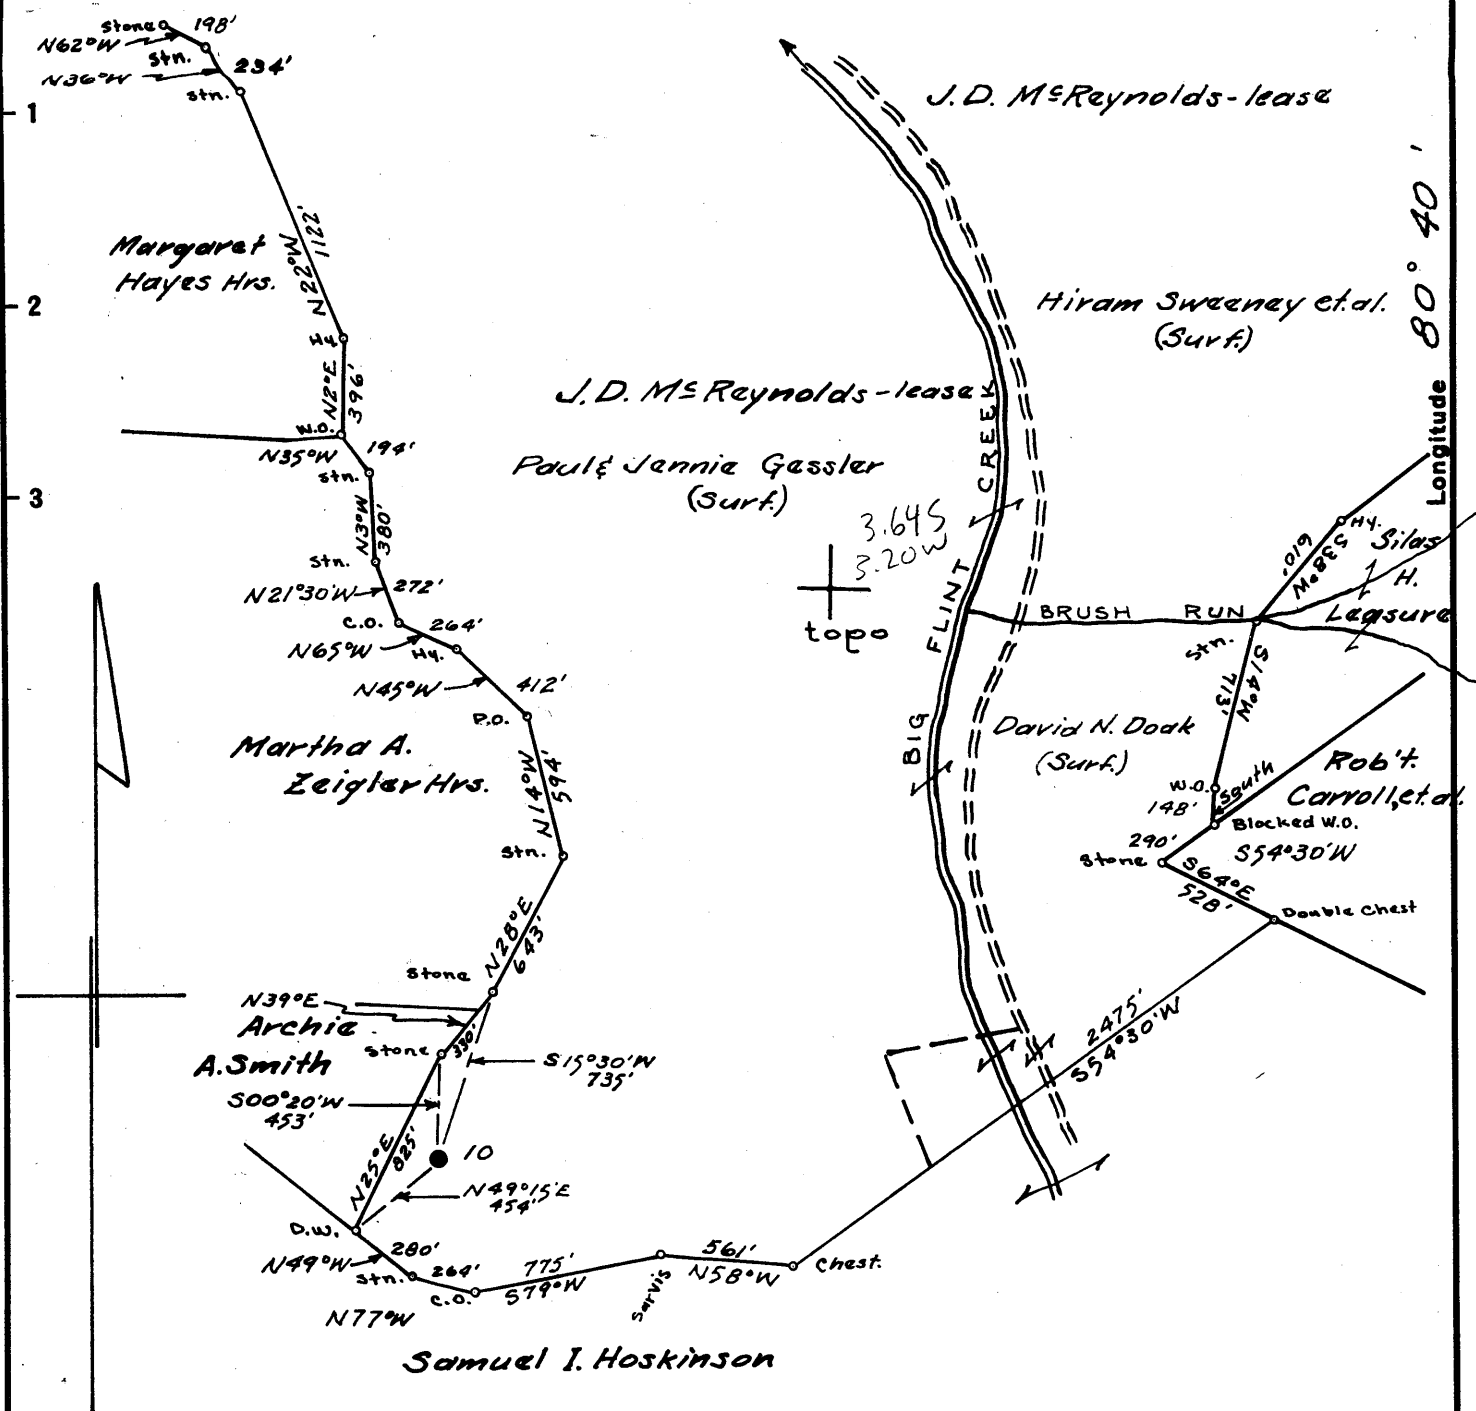 Stone 198'
N62°W
Stn.
N36°W 234'
Stn.
1
J.D. McReynolds-lease
80° 40'
Longitude
N22°W
1122'
Margaret
Hayes Hrs.
2
Hiram Sweeney et.al.
(Surf.)
Hy.
N2°E
396'
J.D. McReynolds-lease
W.O.
N35°W 194'
Stn.
Paul & Jennie Gessler
(Surf.)
3
3.64S
3.20W
topo
BIG FLINT CREEK
N3°W
380'
Stn.
N21°30'W 272'
C.O.
264'
N65°W
Hy.
N45°W 412'
P.O.
Hy.
S38°W
610'
Silas
H.
Leasure
BRUSH RUN
Stn.
S14°W
713'
David N. Doak
(Surf.)
Rob't.
Carroll, et.al.
W.O.
South
148'
Blocked W.O.
290'
S54°30'W
Stone
S64°E
528'
Double Chest
Martha A.
Zeigler Hrs.
N14°W
594'
Stn.
N28°E
643'
Stone
N39°E
330'
Archie
A. Smith
Stone
S15°30'W
735'
S00°20'W
453'
N25°E
825'
10
N49°15'E
454'
2475'
S54°30'W
D.W.
280'
N49°W
Stn.
264'
C.O.
N77°W
775'
S79°W
Sarvis
561'
N58°W
Chest.
Samuel I. Hoskinson